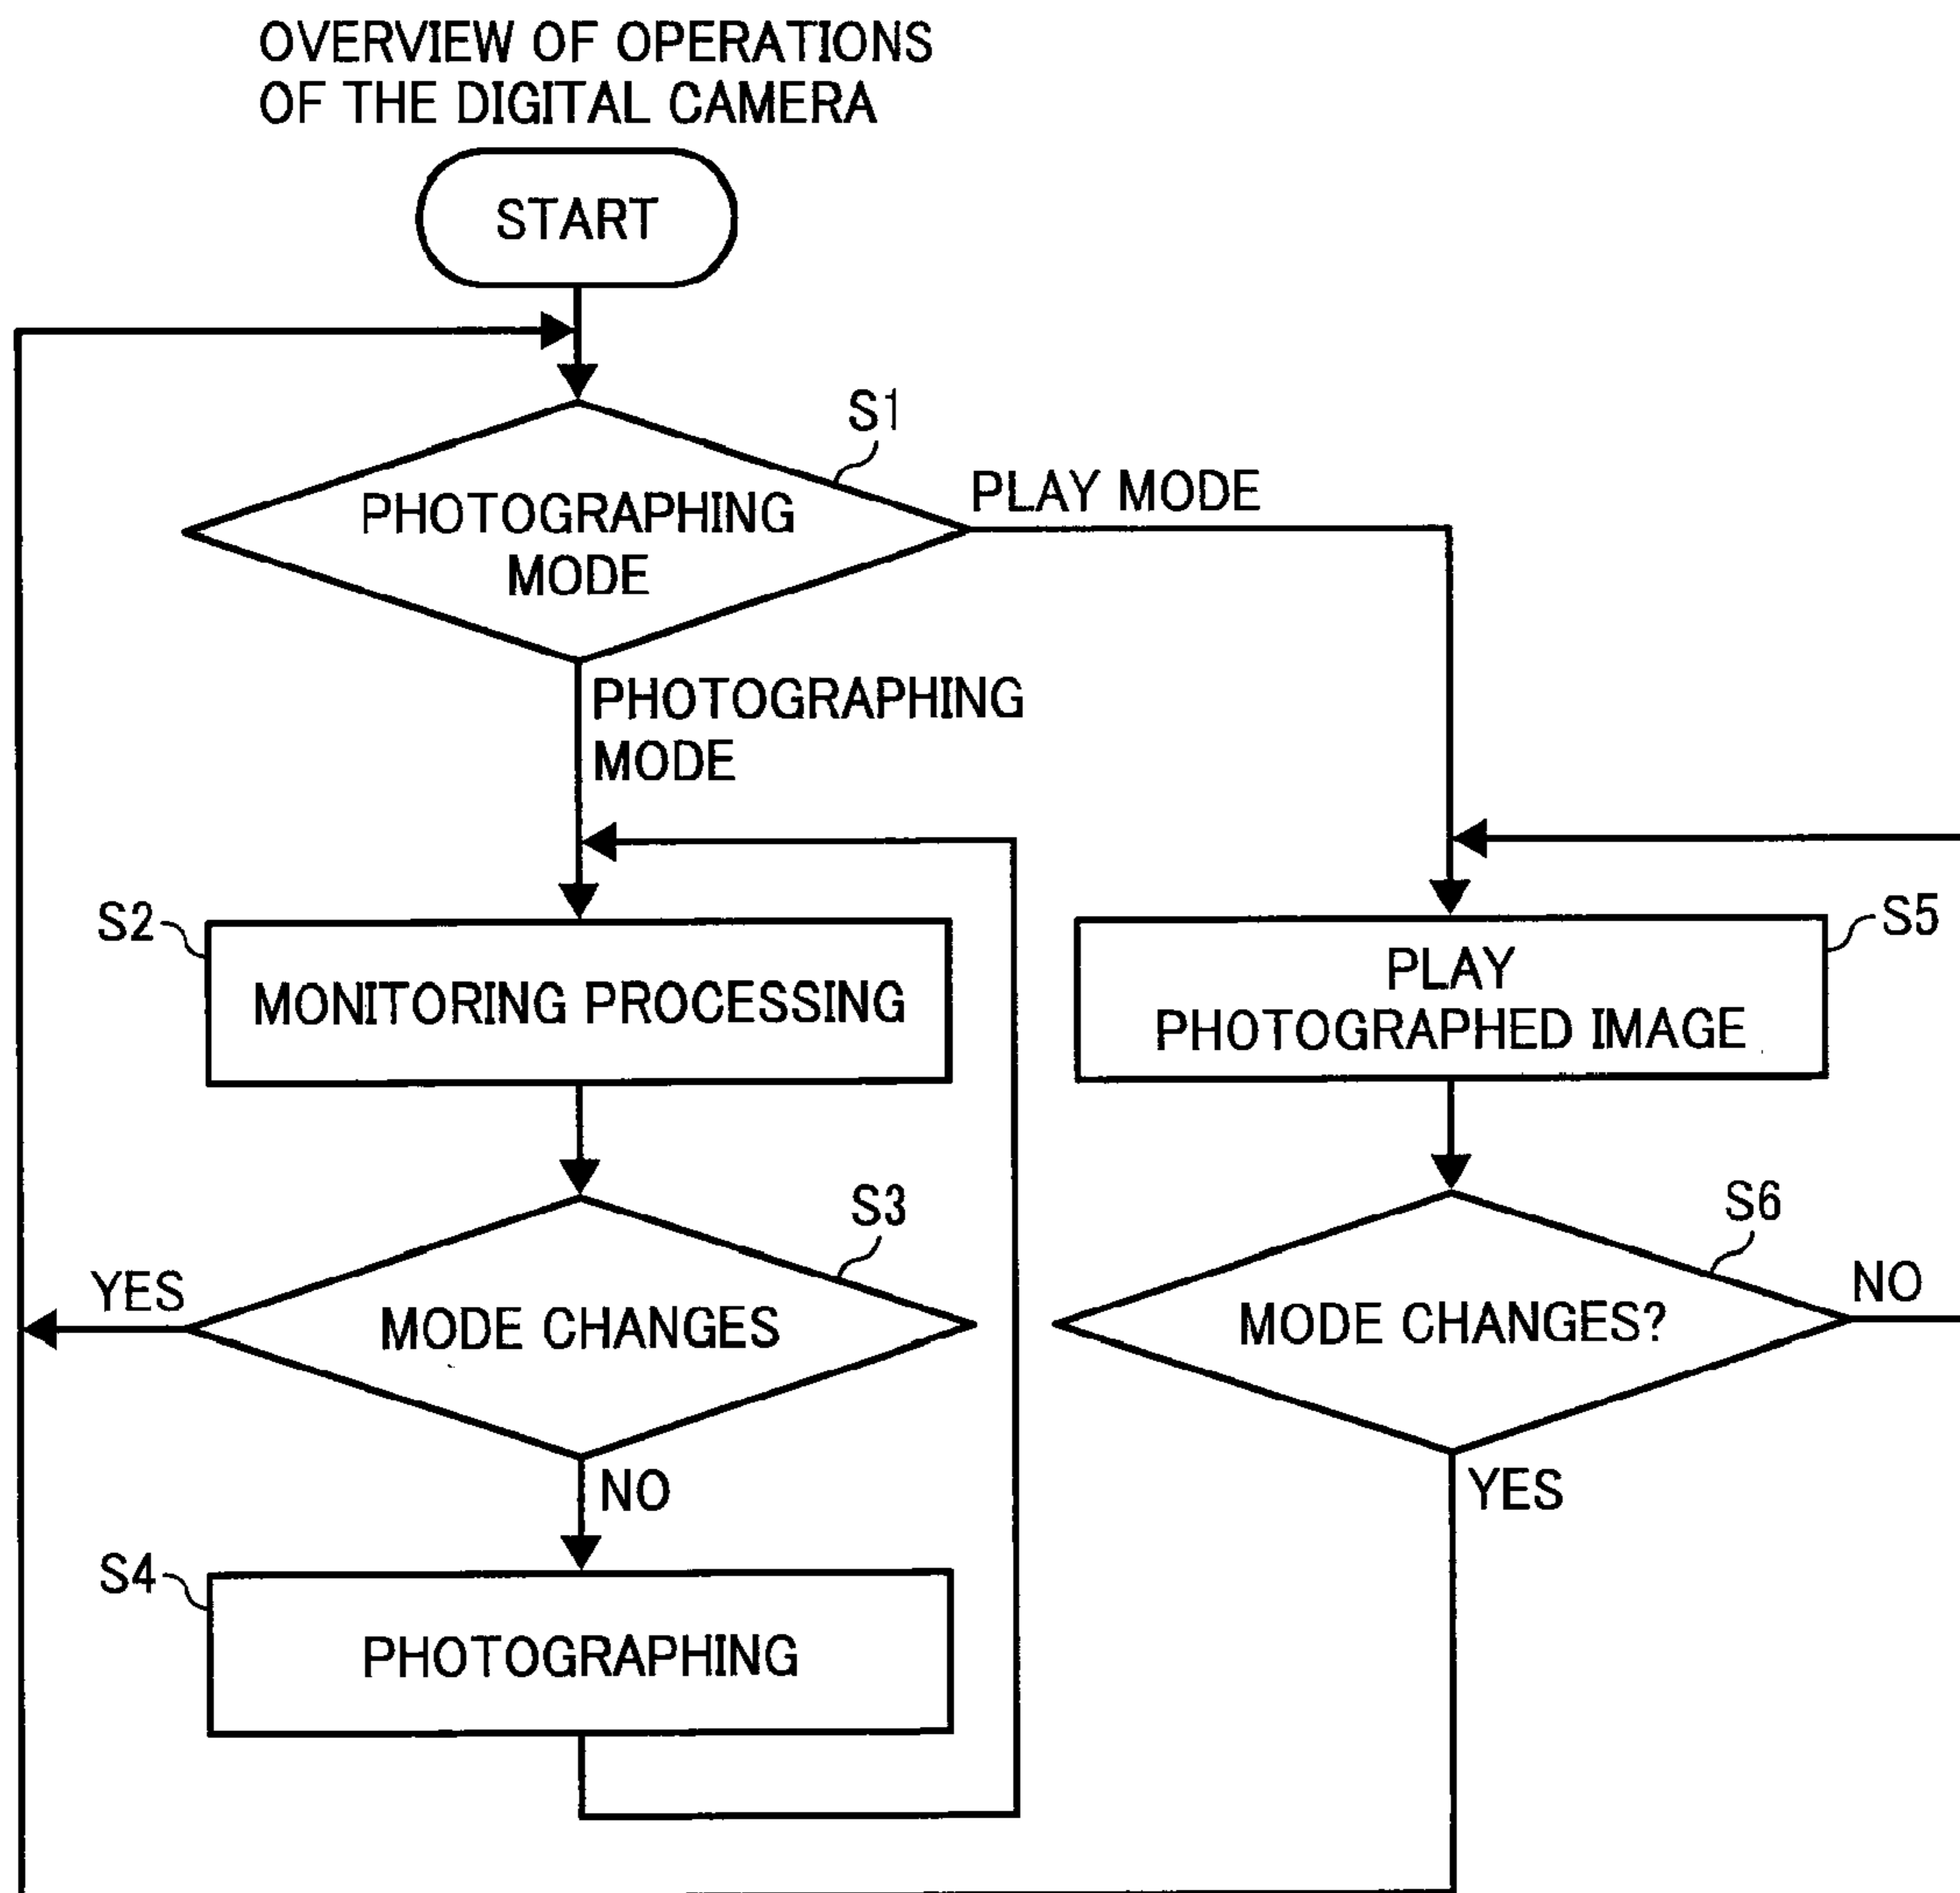 OVERVIEW OF OPERATIONS
OF THE DIGITAL CAMERA
START
S1
PHOTOGRAPHING
MODE
PLAY MODE
PHOTOGRAPHING
MODE
S2
MONITORING PROCESSING
S5
PLAY
PHOTOGRAPHED IMAGE
S3
MODE CHANGES
YES
NO
S6
MODE CHANGES?
NO
YES
S4
PHOTOGRAPHING